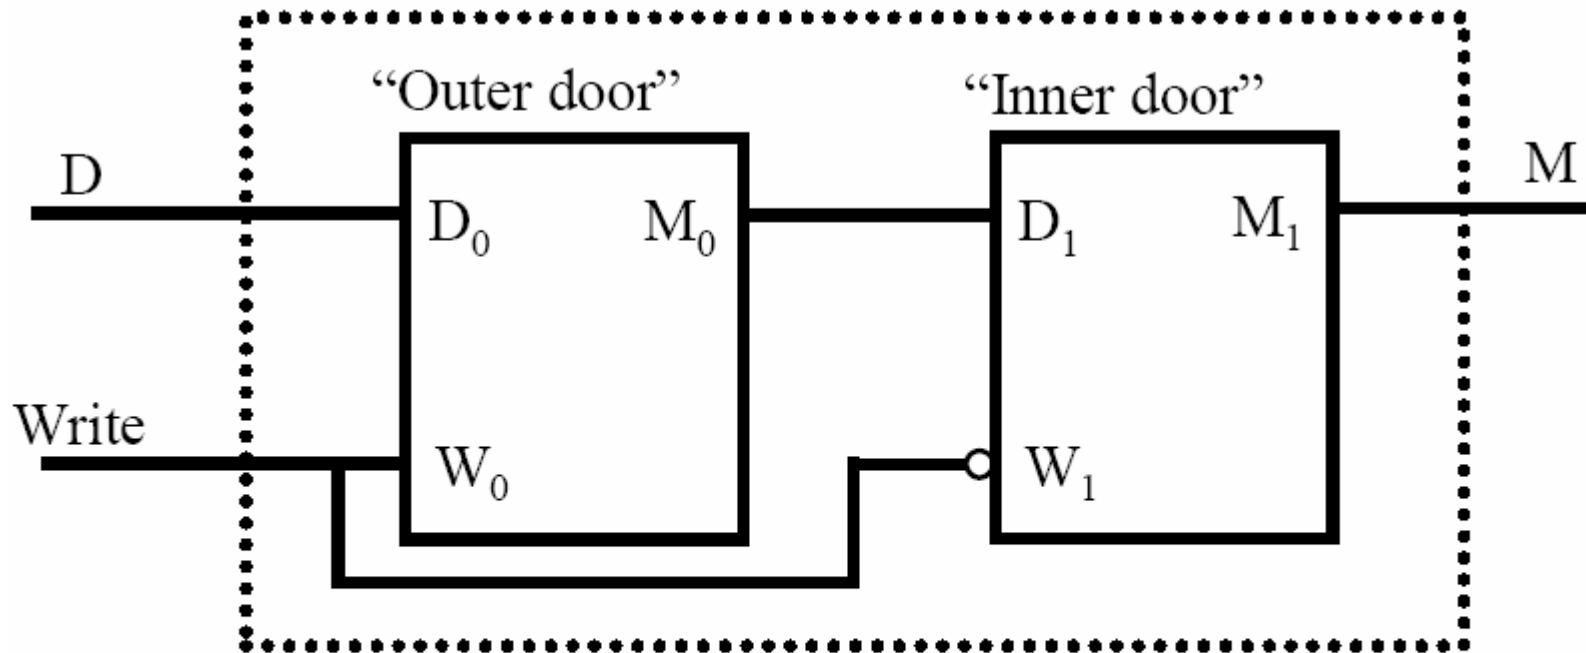 “Outer door” “Inner door”
D M
D₀ M₀ D₁ M₁
Write
W₀ W₁